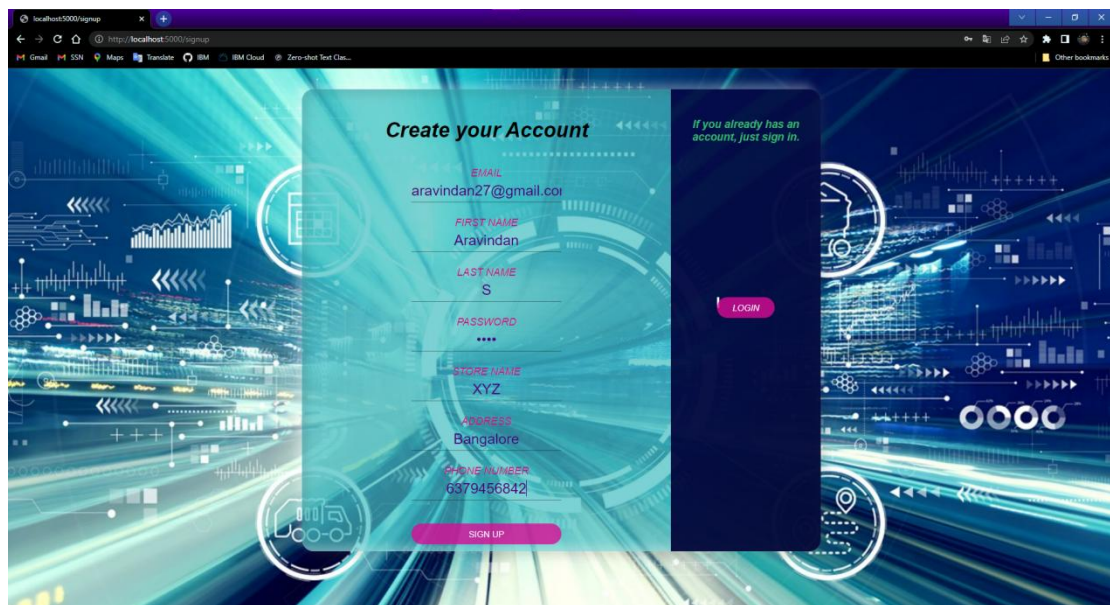 localhost:5000/signup
http://localhost:5000/signup
Gmail SSN Maps Translate IBM IBM Cloud Zero-shot Text Clas... Other bookmarks
Create your Account
EMAIL
aravindan27@gmail.co
FIRST NAME
Aravindan
LAST NAME
S
PASSWORD
••••
STORE NAME
XYZ
ADDRESS
Bangalore
PHONE NUMBER
6379456842
SIGN UP
If you already has an
account, just sign in.
LOGIN